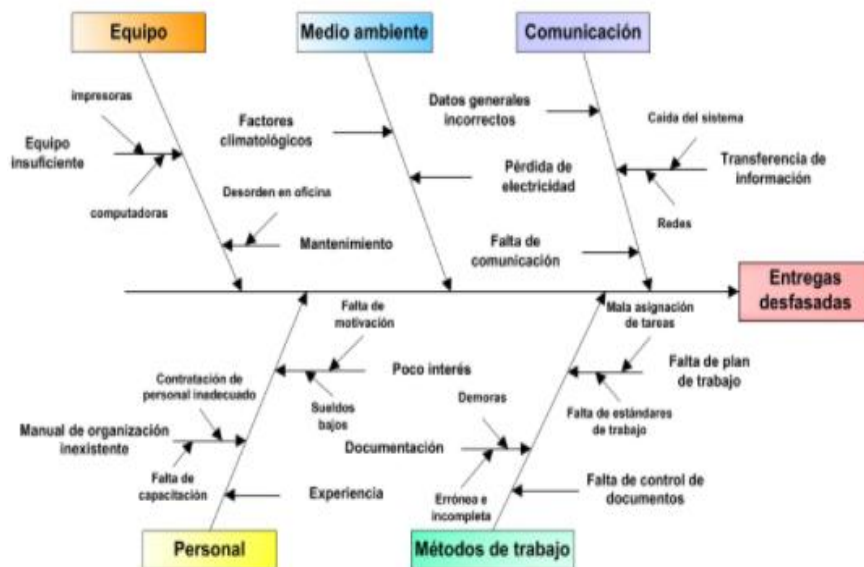 Equipo
Medio ambiente
Comunicación
impresoras
Equipo
insuficiente
computadoras
Desorden en oficina
Mantenimiento
Factores
climatológicos
Pérdida de
electricidad
Datos generales
incorrectos
Caida del sistema
Transferencia de
información
Redes
Falta de
comunicación
Entregas
desfasadas
Falta de
motivación
Poco interés
Sueldos
bajos
Contratación de
personal inadecuado
Manual de organización
inexistente
Falta de
capacitación
Experiencia
Personal
Mala asignación
de tareas
Falta de plan
de trabajo
Falta de estándares
de trabajo
Demoras
Documentación
Errónea e
incompleta
Falta de control de
documentos
Métodos de trabajo